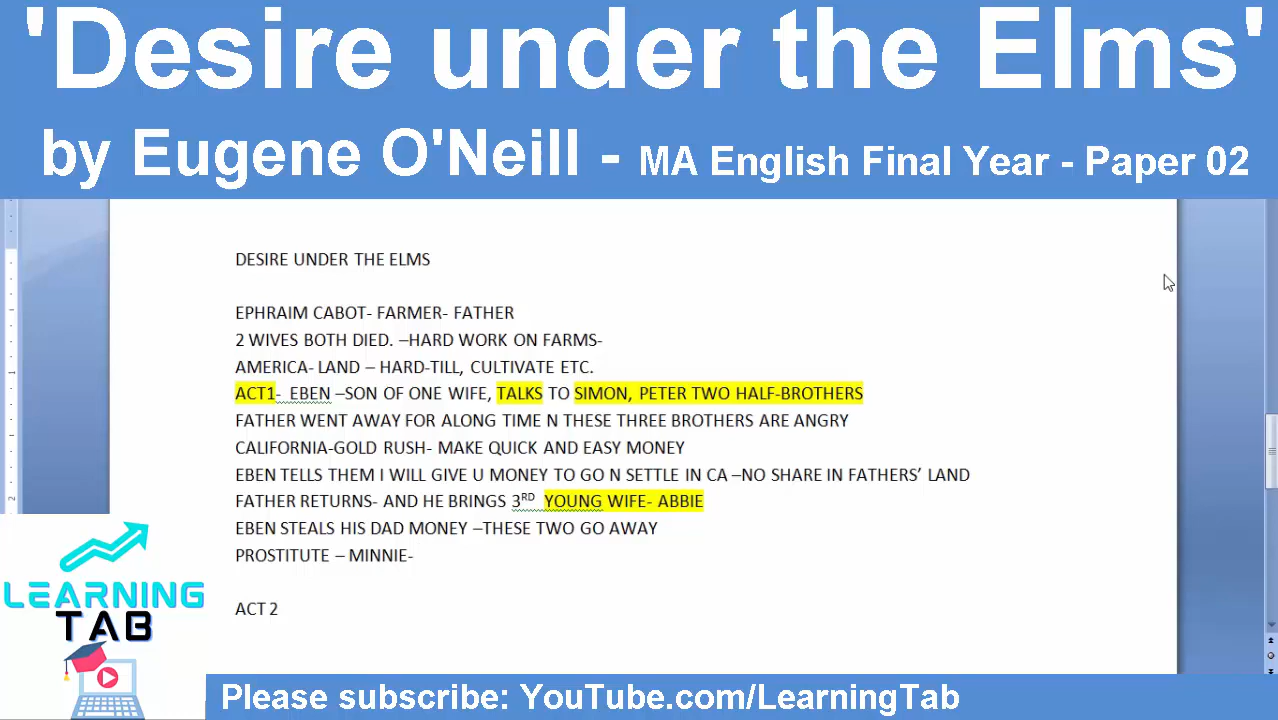 'Desire under the Elms'
by Eugene O'Neill - MA English Final Year - Paper 02
DESIRE UNDER THE ELMS
EPHRAIM CABOT- FARMER- FATHER
2 WIVES BOTH DIED. –HARD WORK ON FARMS-
AMERICA- LAND – HARD-TILL, CULTIVATE ETC.
ACT1- EBEN –SON OF ONE WIFE, TALKS TO SIMON, PETER TWO HALF-BROTHERS
FATHER WENT AWAY FOR ALONG TIME N THESE THREE BROTHERS ARE ANGRY
CALIFORNIA-GOLD RUSH- MAKE QUICK AND EASY MONEY
EBEN TELLS THEM I WILL GIVE U MONEY TO GO N SETTLE IN CA –NO SHARE IN FATHERS’ LAND
FATHER RETURNS- AND HE BRINGS 3RD YOUNG WIFE- ABBIE
EBEN STEALS HIS DAD MONEY –THESE TWO GO AWAY
PROSTITUTE – MINNIE-
ACT 2
LEARNING
TAB
Please subscribe: YouTube.com/LearningTab